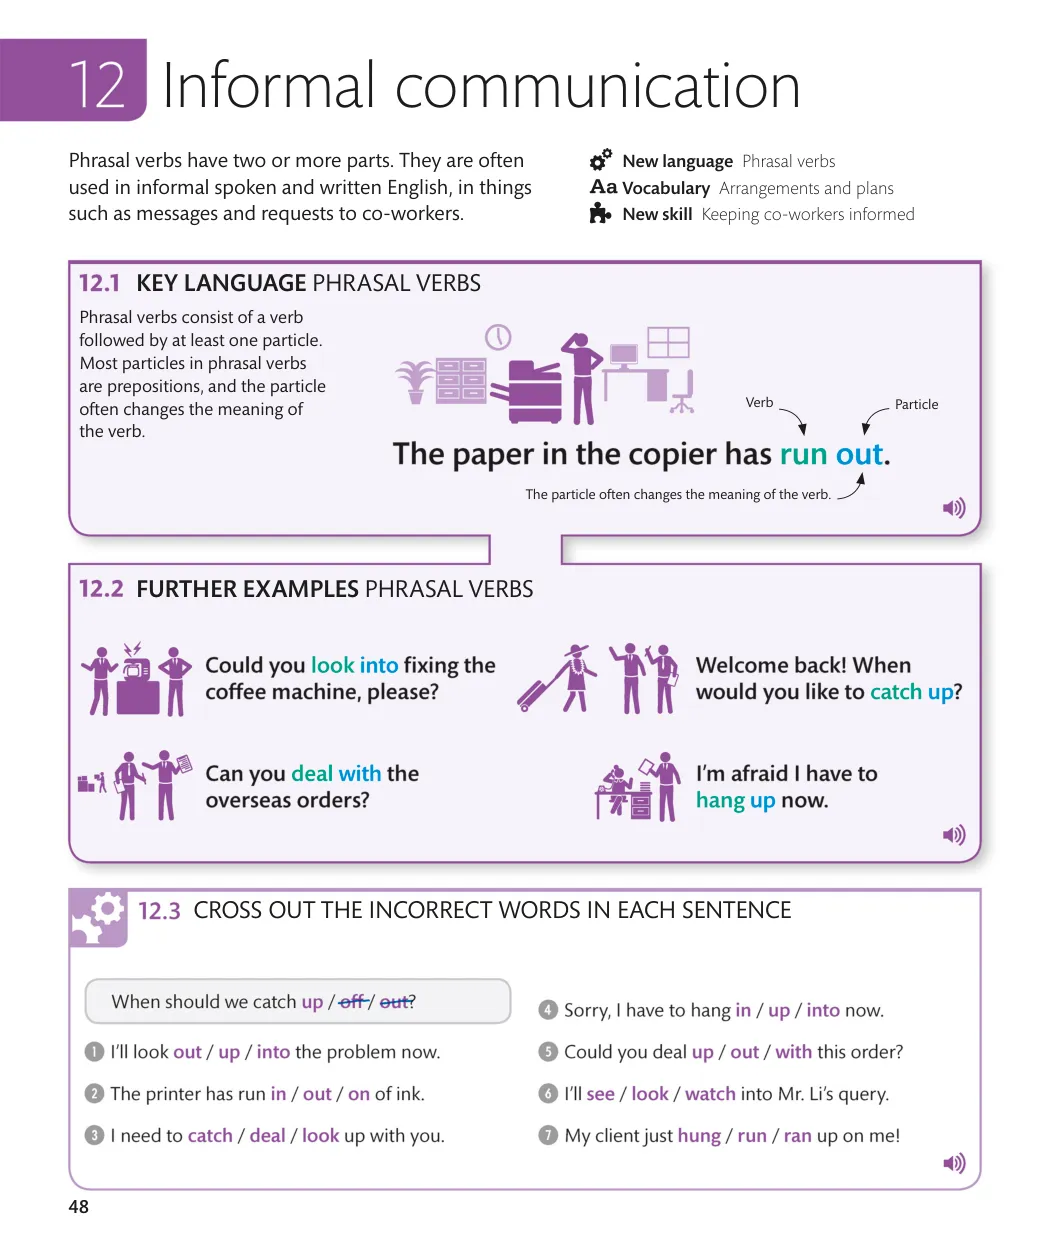 12 Informal communication
Phrasal verbs have two or more parts. They are often
used in informal spoken and written English, in things
such as messages and requests to co-workers.
New language Phrasal verbs
Aa Vocabulary Arrangements and plans
New skill Keeping co-workers informed
12.1 KEY LANGUAGE PHRASAL VERBS
Phrasal verbs consist of a verb
followed by at least one particle.
Most particles in phrasal verbs
are prepositions, and the particle
often changes the meaning of
the verb.
Verb
Particle
The paper in the copier has run out.
The particle often changes the meaning of the verb.
12.2 FURTHER EXAMPLES PHRASAL VERBS
Could you look into fixing the
coffee machine, please?
Welcome back! When
would you like to catch up?
Can you deal with the
overseas orders?
I'm afraid I have to
hang up now.
12.3 CROSS OUT THE INCORRECT WORDS IN EACH SENTENCE
When should we catch up / off / out?
1 I'll look out / up / into the problem now.
2 The printer has run in / out / on of ink.
3 I need to catch / deal / look up with you.
4 Sorry, I have to hang in / up / into now.
5 Could you deal up / out / with this order?
6 I'll see / look / watch into Mr. Li's query.
7 My client just hung / run / ran up on me!
48